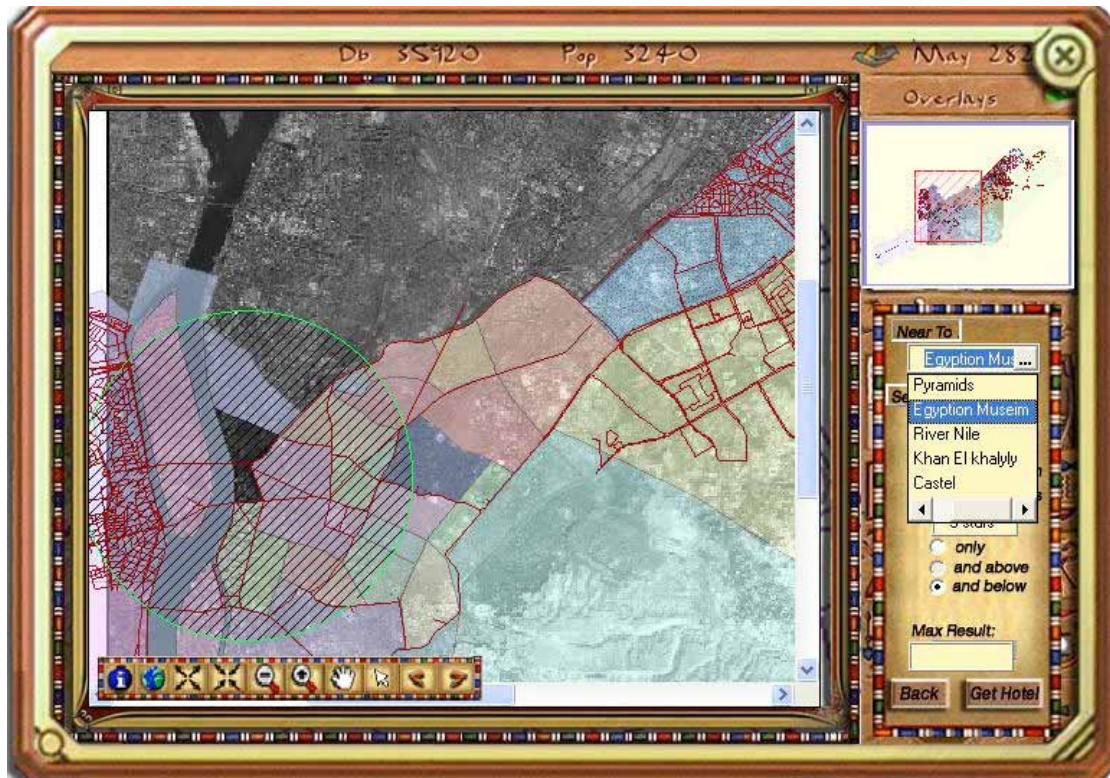 Db 35920 Pop 3240 May 282
Overlays
Near To
Egyption Mus...
Pyramids
Egyption Museim
River Nile
Khan El khalyly
Castel
stars
only
and above
and below
Max Result:
Back Get Hotel